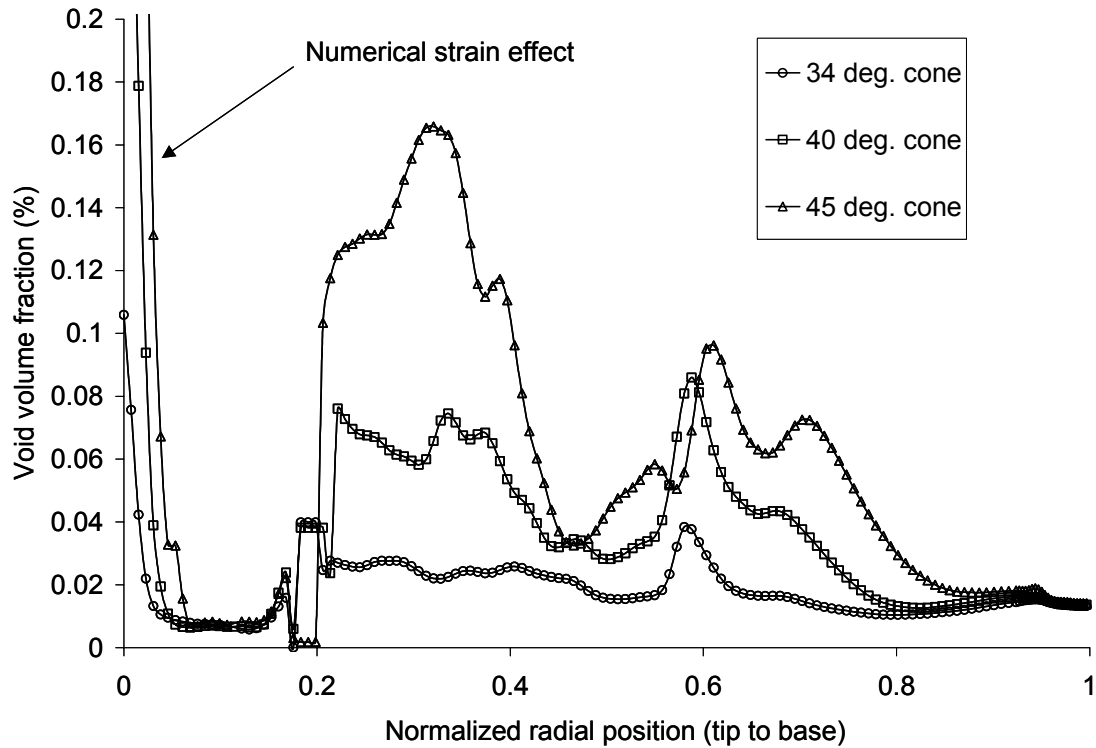 0.2
0.18
0.16
0.14
0.12
0.1
0.08
0.06
0.04
0.02
0
Void volume fraction (%)
Numerical strain effect
34 deg. cone
40 deg. cone
45 deg. cone
0 0.2 0.4 0.6 0.8 1
Normalized radial position (tip to base)